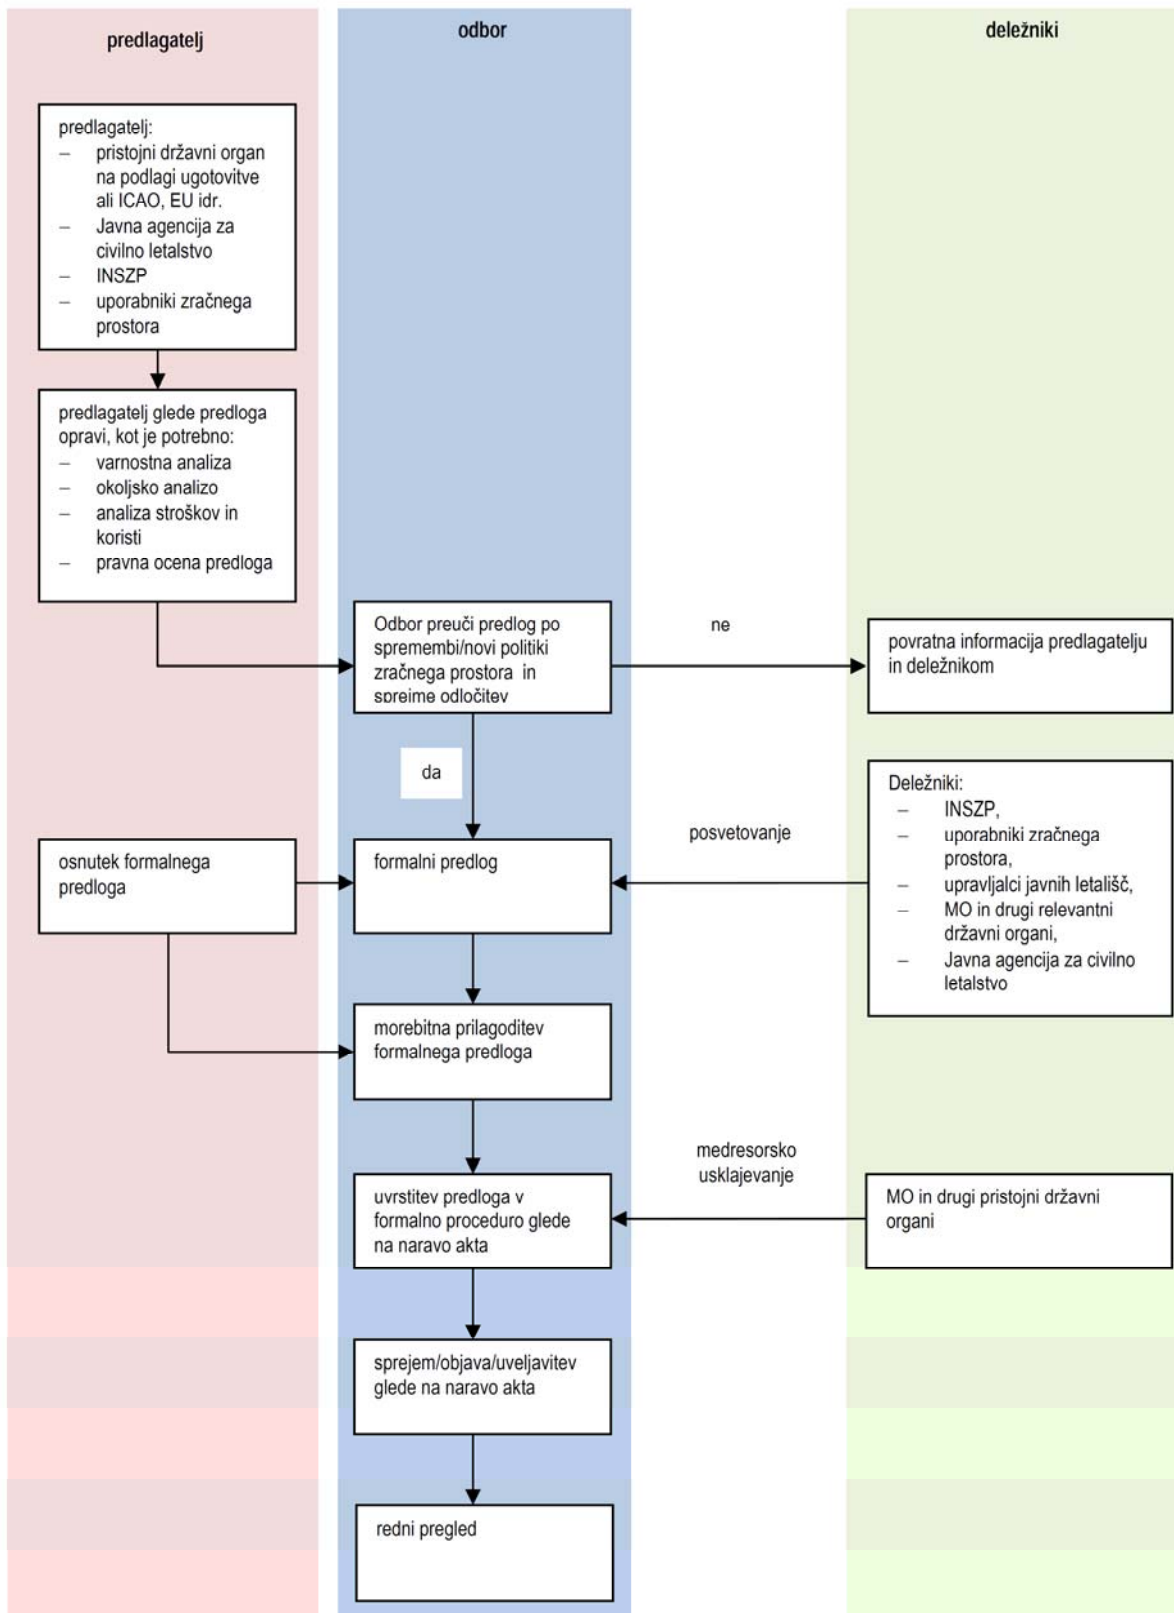 predlagatelj
odbor
deležniki
predlagatelj:
– pristojni državni organ
na podlagi ugotovitve
ali ICAO, EU idr.
– Javna agencija za
civilno letalstvo
– INSZP
– uporabniki zračnega
prostora
predlagatelj glede predloga
opravi, kot je potrebno:
– varnostna analiza
– okoljsko analizo
– analiza stroškov in
koristi
– pravna ocena predloga
Odbor preuči predlog po
spremembi/novi politiki
zračnega prostora in
sprejme odločitev
ne
povratna informacija predlagatelju
in deležnikom
da
Deležniki:
– INSZP,
– uporabniki zračnega
prostora,
– upravljalci javnih letališč,
– MO in drugi relevantni
državni organi,
– Javna agencija za civilno
letalstvo
posvetovanje
osnutek formalnega
predloga
formalni predlog
morebitna prilagoditev
formalnega predloga
medresorsko
usklajevanje
uvrstitev predloga v
formalno proceduro glede
na naravo akta
MO in drugi pristojni državni
organi
sprejem/objava/uveljavitev
glede na naravo akta
redni pregled